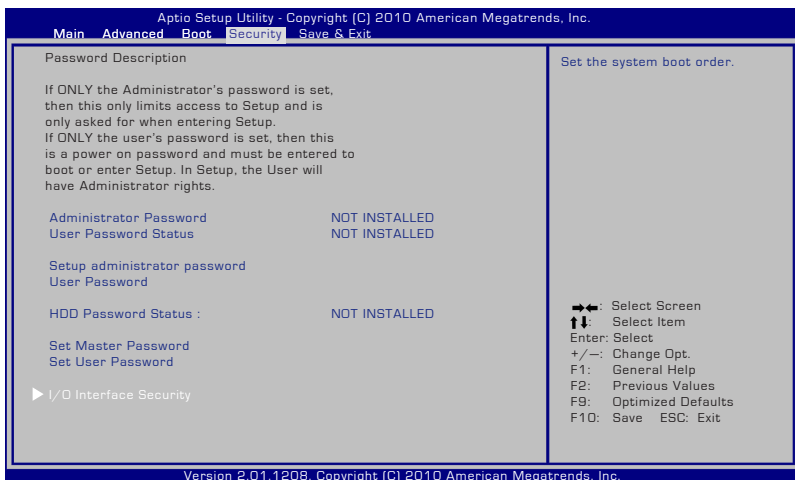 Aptio Setup Utility - Copyright (C) 2010 American Megatrends, Inc.
Main Advanced Boot Security Save & Exit
Password Description
If ONLY the Administrator's password is set,
then this only limits access to Setup and is
only asked for when entering Setup.
If ONLY the user's password is set, then this
is a power on password and must be entered to
boot or enter Setup. In Setup, the User will
have Administrator rights.
Administrator Password NOT INSTALLED
User Password Status NOT INSTALLED
Setup administrator password
User Password
HDD Password Status : NOT INSTALLED
Set Master Password
Set User Password
I/O Interface Security
Set the system boot order.
→←: Select Screen
↑↓: Select Item
Enter: Select
+/—: Change Opt.
F1: General Help
F2: Previous Values
F9: Optimized Defaults
F10: Save ESC: Exit
Version 2.01.1208. Copyright (C) 2010 American Megatrends, Inc.